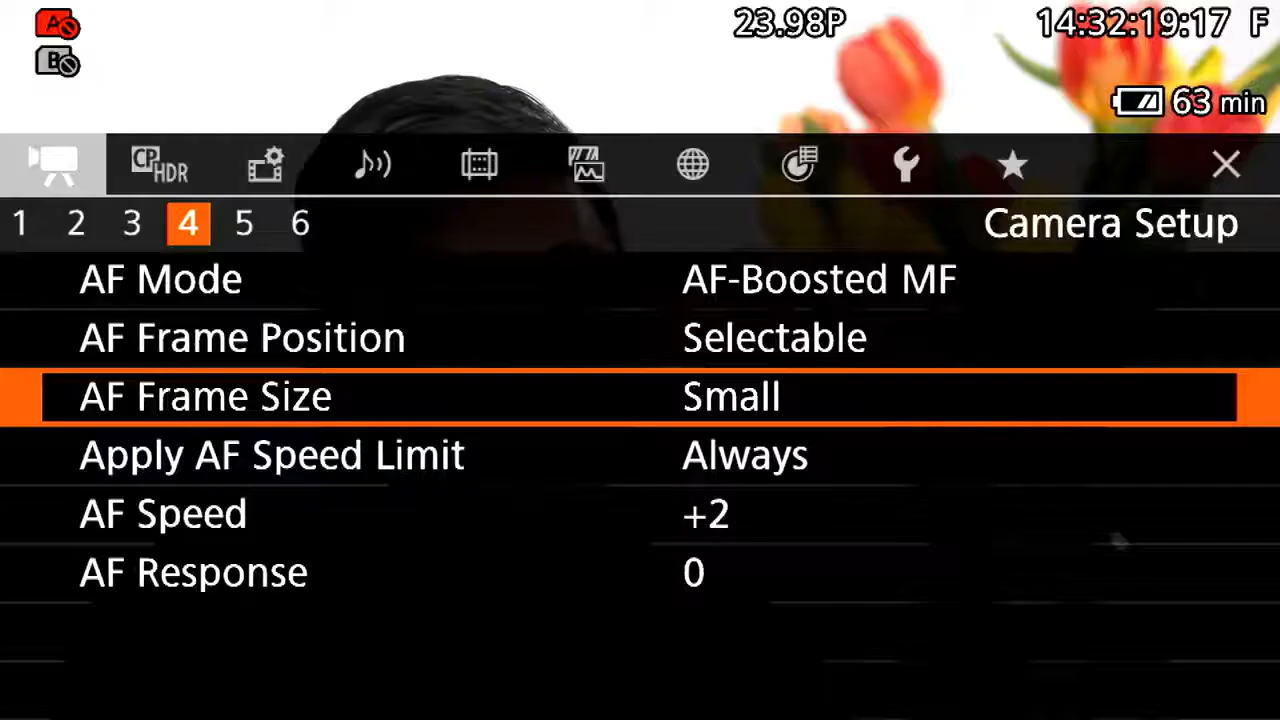 A 23.98P 14:32:19:17 F
B
63 min
CP HDR
1 2 3 4 5 6 Camera Setup
AF Mode AF-Boosted MF
AF Frame Position Selectable
AF Frame Size Small
Apply AF Speed Limit Always
AF Speed +2
AF Response 0